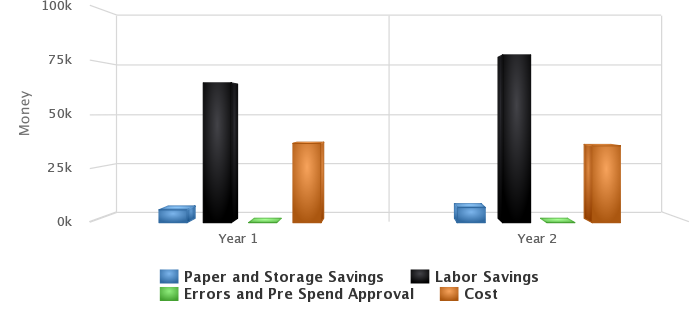 100k
75k
Money
50k
25k
0k
Year 1 Year 2
Paper and Storage Savings Labor Savings
Errors and Pre Spend Approval Cost